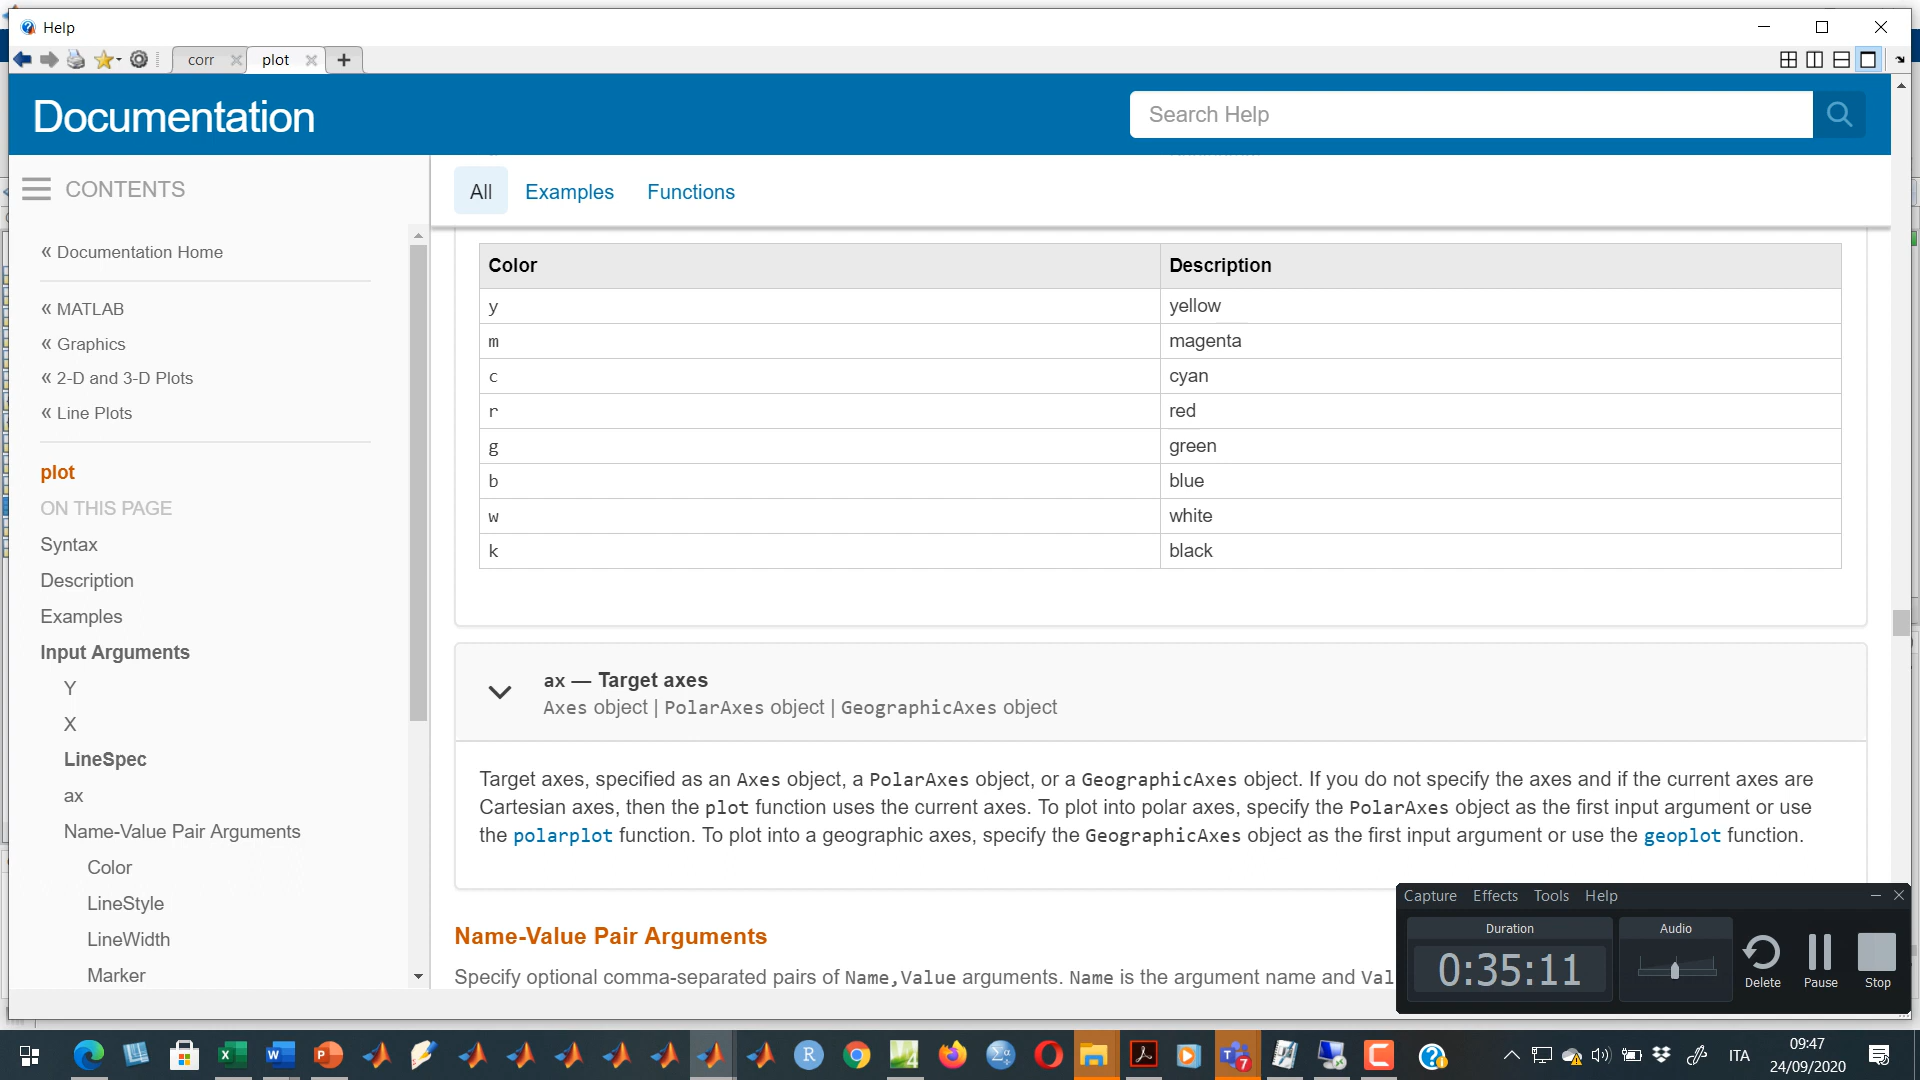 Help
corr
plot
Documentation
Search Help
CONTENTS
All
Examples
Functions
« Documentation Home
« MATLAB
« Graphics
« 2-D and 3-D Plots
« Line Plots
plot
ON THIS PAGE
Syntax
Description
Examples
Input Arguments
Y
X
LineSpec
ax
Name-Value Pair Arguments
Color
LineStyle
LineWidth
Marker
Color Description
y yellow
m magenta
c cyan
r red
g green
b blue
w white
k black
ax — Target axes
Axes object | PolarAxes object | GeographicAxes object
Target axes, specified as an Axes object, a PolarAxes object, or a GeographicAxes object. If you do not specify the axes and if the current axes are
Cartesian axes, then the plot function uses the current axes. To plot into polar axes, specify the PolarAxes object as the first input argument or use
the polarplot function. To plot into a geographic axes, specify the GeographicAxes object as the first input argument or use the geoplot function.
Name-Value Pair Arguments
Specify optional comma-separated pairs of Name,Value arguments. Name is the argument name and Val
Capture Effects Tools Help
Duration
Audio
0:35:11
Delete
Pause
Stop
ITA
09:47
24/09/2020